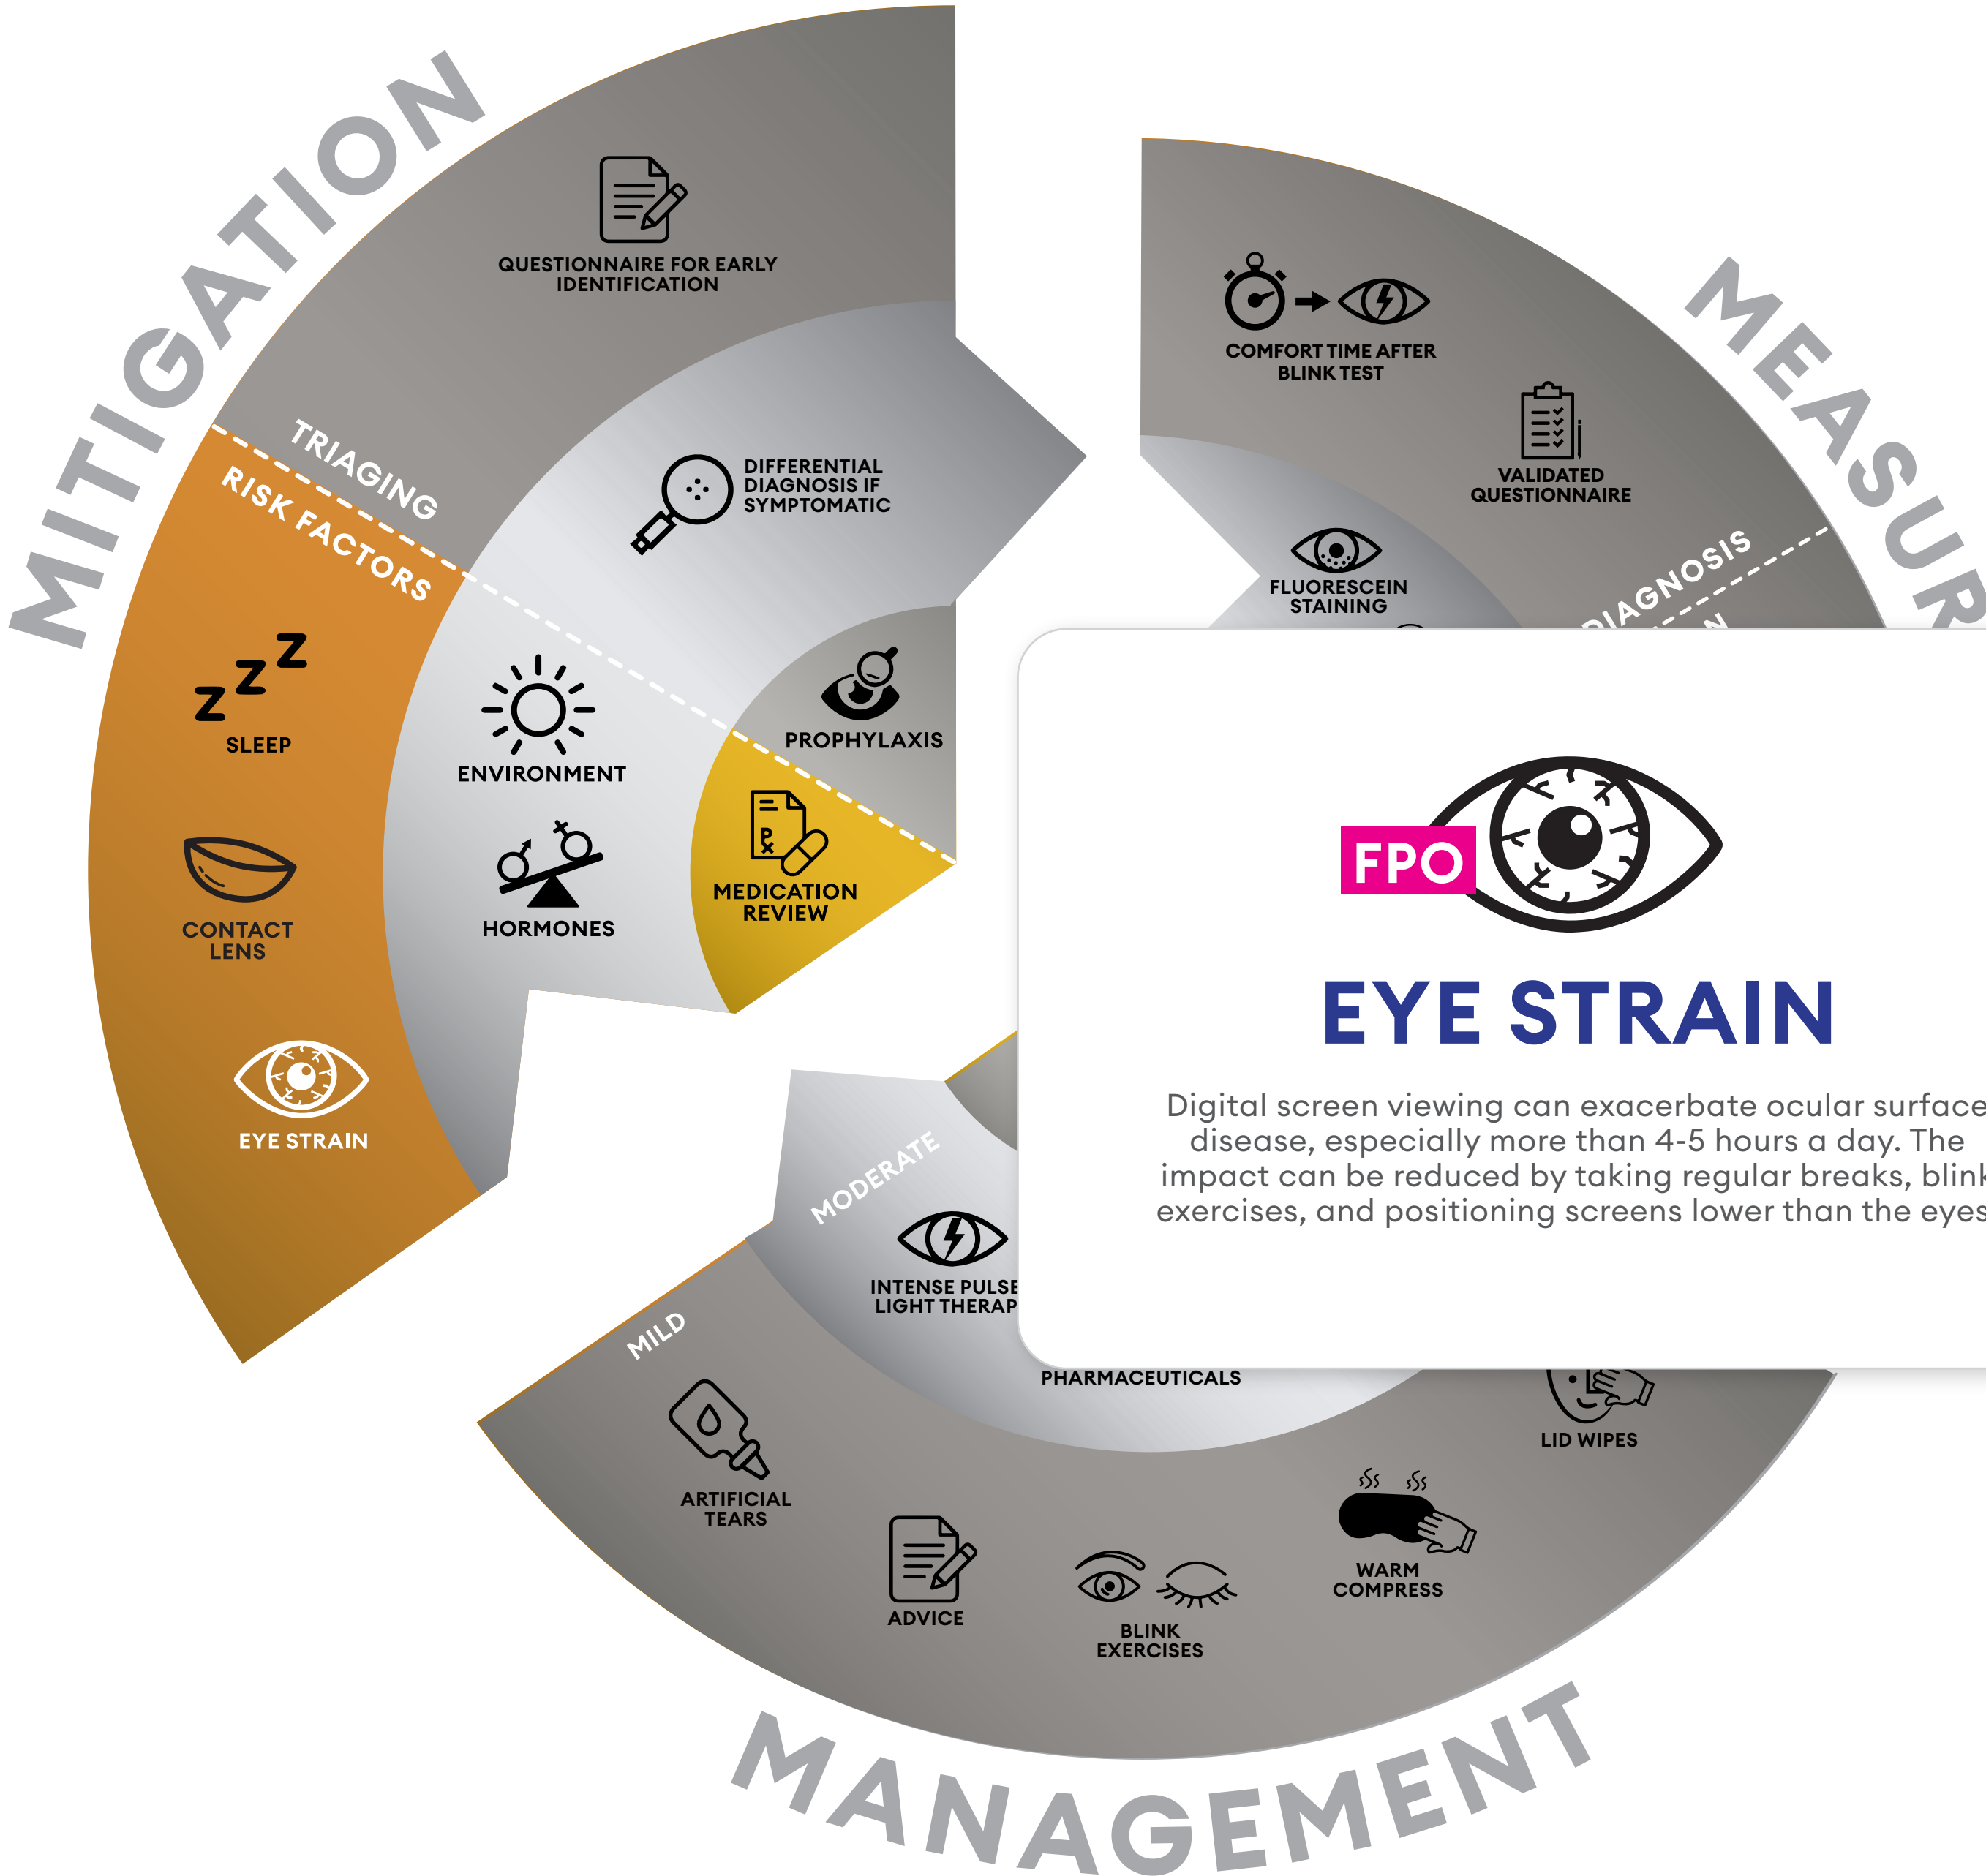 MITIGATION
QUESTIONNAIRE FOR EARLY
IDENTIFICATION
TRIAGING
RISK FACTORS
DIFFERENTIAL
DIAGNOSIS IF
SYMPTOMATIC
PROPHYLAXIS
zzz
SLEEP
ENVIRONMENT
CONTACT
LENS
HORMONES
MEDICATION
REVIEW
EYE STRAIN
MEASUR
COMFORT TIME AFTER
BLINK TEST
VALIDATED
QUESTIONNAIRE
FLUORESCEIN
STAINING
DIAGNOSIS
FPO
EYE STRAIN
Digital screen viewing can exacerbate ocular surface
disease, especially more than 4-5 hours a day. The
impact can be reduced by taking regular breaks, blink
exercises, and positioning screens lower than the eyes
MODERATE
INTENSE PULSE
LIGHT THERAP
PHARMACEUTICALS
MILD
ARTIFICIAL
TEARS
ADVICE
BLINK
EXERCISES
WARM
COMPRESS
LID WIPES
MANAGEMENT